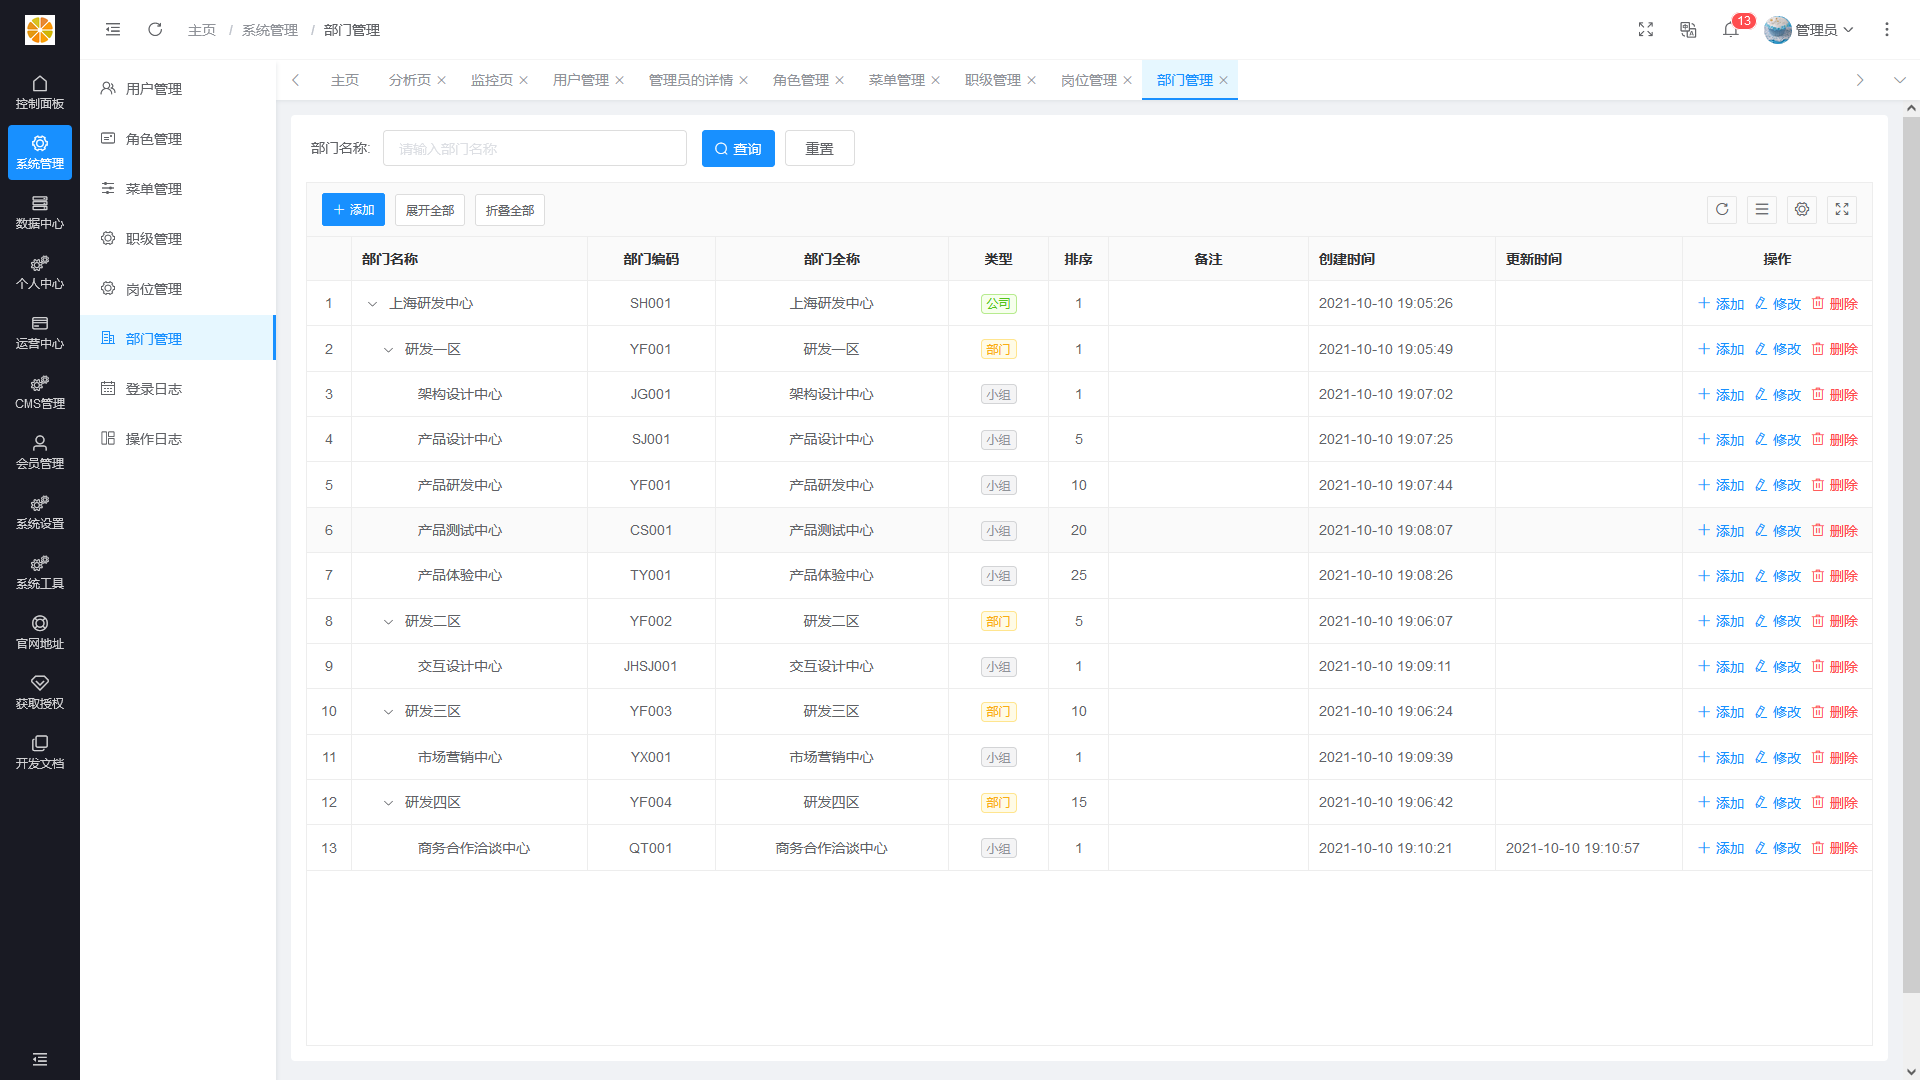 主页 / 系统管理 / 部门管理
13
管理员
控制面板
系统管理
数据中心
个人中心
运营中心
CMS管理
会员管理
系统设置
系统工具
官网地址
获取授权
开发文档
用户管理
角色管理
菜单管理
职级管理
岗位管理
部门管理
登录日志
操作日志
主页 分析页 监控页 用户管理 管理员的详情 角色管理 菜单管理 职级管理 岗位管理 部门管理
部门名称: 请输入部门名称 查询 重置
添加 展开全部 折叠全部
部门名称 部门编码 部门全称 类型 排序 备注 创建时间 更新时间 操作
1 上海研发中心 SH001 上海研发中心 公司 1 2021-10-10 19:05:26 添加 修改 删除
2 研发一区 YF001 研发一区 部门 1 2021-10-10 19:05:49 添加 修改 删除
3 架构设计中心 JG001 架构设计中心 小组 1 2021-10-10 19:07:02 添加 修改 删除
4 产品设计中心 SJ001 产品设计中心 小组 5 2021-10-10 19:07:25 添加 修改 删除
5 产品研发中心 YF001 产品研发中心 小组 10 2021-10-10 19:07:44 添加 修改 删除
6 产品测试中心 CS001 产品测试中心 小组 20 2021-10-10 19:08:07 添加 修改 删除
7 产品体验中心 TY001 产品体验中心 小组 25 2021-10-10 19:08:26 添加 修改 删除
8 研发二区 YF002 研发二区 部门 5 2021-10-10 19:06:07 添加 修改 删除
9 交互设计中心 JHSJ001 交互设计中心 小组 1 2021-10-10 19:09:11 添加 修改 删除
10 研发三区 YF003 研发三区 部门 10 2021-10-10 19:06:24 添加 修改 删除
11 市场营销中心 YX001 市场营销中心 小组 1 2021-10-10 19:09:39 添加 修改 删除
12 研发四区 YF004 研发四区 部门 15 2021-10-10 19:06:42 添加 修改 删除
13 商务合作洽谈中心 QT001 商务合作洽谈中心 小组 1 2021-10-10 19:10:21 2021-10-10 19:10:57 添加 修改 删除